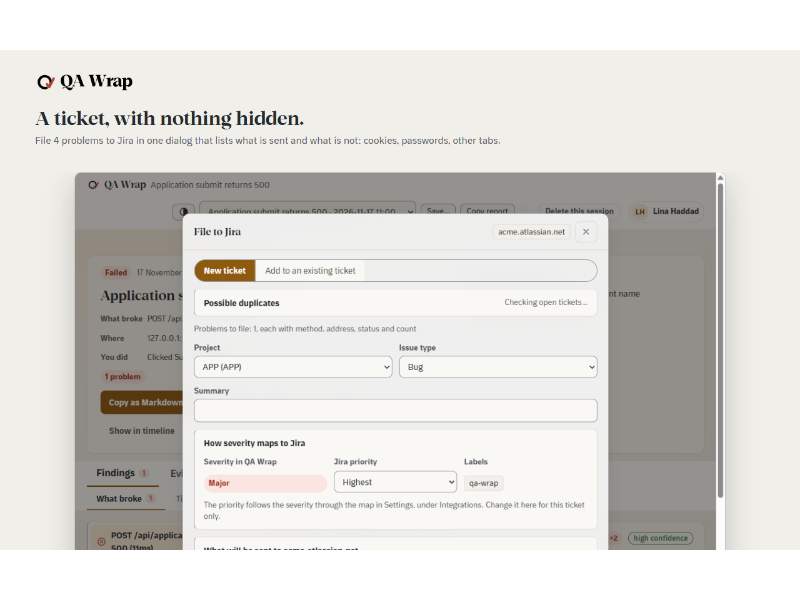 QA Wrap
A ticket, with nothing hidden.
File 4 problems to Jira in one dialog that lists what is sent and what is not: cookies, passwords, other tabs.
QA Wrap Application submit returns 500
Application submit returns 500 · 2026-11-17 11:00
Save...
Copy report
Delete this session
LH Lina Haddad
File to Jira
acme.atlassian.net
New ticket
Add to an existing ticket
Failed 17 November
Possible duplicates
Checking open tickets...
Application s
nt name
What broke POST /api
Problems to file: 1, each with method, address, status and count
Where 127.0.0.1:
Project
Issue type
You did Clicked Su
APP (APP)
Bug
1 problem
Summary
Copy as Markdown
Show in timeline
How severity maps to Jira
Severity in QA Wrap
Jira priority
Labels
Findings 1 Evi
Major
Highest
qa-wrap
What broke 1 Ti
The priority follows the severity through the map in Settings, under Integrations. Change it here for this ticket
only.
POST /api/applica
500 (11ms)
×2 high confidence
What will be sent to acme.atlassian.net